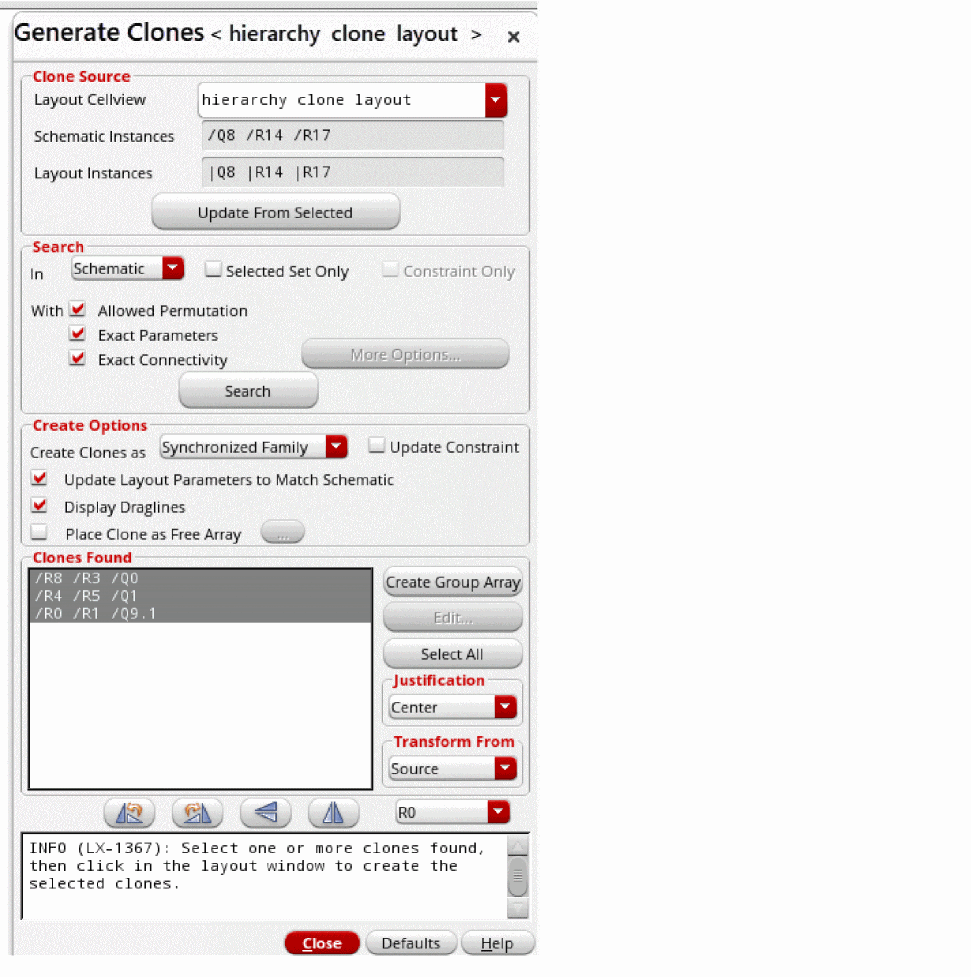 Generate Clones < hierarchy clone layout > ×
Clone Source
Layout Cellview hierarchy clone layout
Schematic Instances /Q8 /R14 /R17
Layout Instances |Q8 |R14 |R17
Update From Selected
Search
In Schematic Selected Set Only Constraint Only
With Allowed Permutation
Exact Parameters
Exact Connectivity More Options...
Search
Create Options
Create Clones as Synchronized Family Update Constraint
Update Layout Parameters to Match Schematic
Display Draglines
Place Clone as Free Array ...
Clones Found
/R8 /R3 /Q0
/R4 /R5 /Q1
/R0 /R1 /Q9.1
Create Group Array
Edit...
Select All
Justification
Center
Transform From
Source
R0
INFO (LX-1367): Select one or more clones found,
then click in the layout window to create the
selected clones.
Close Defaults Help